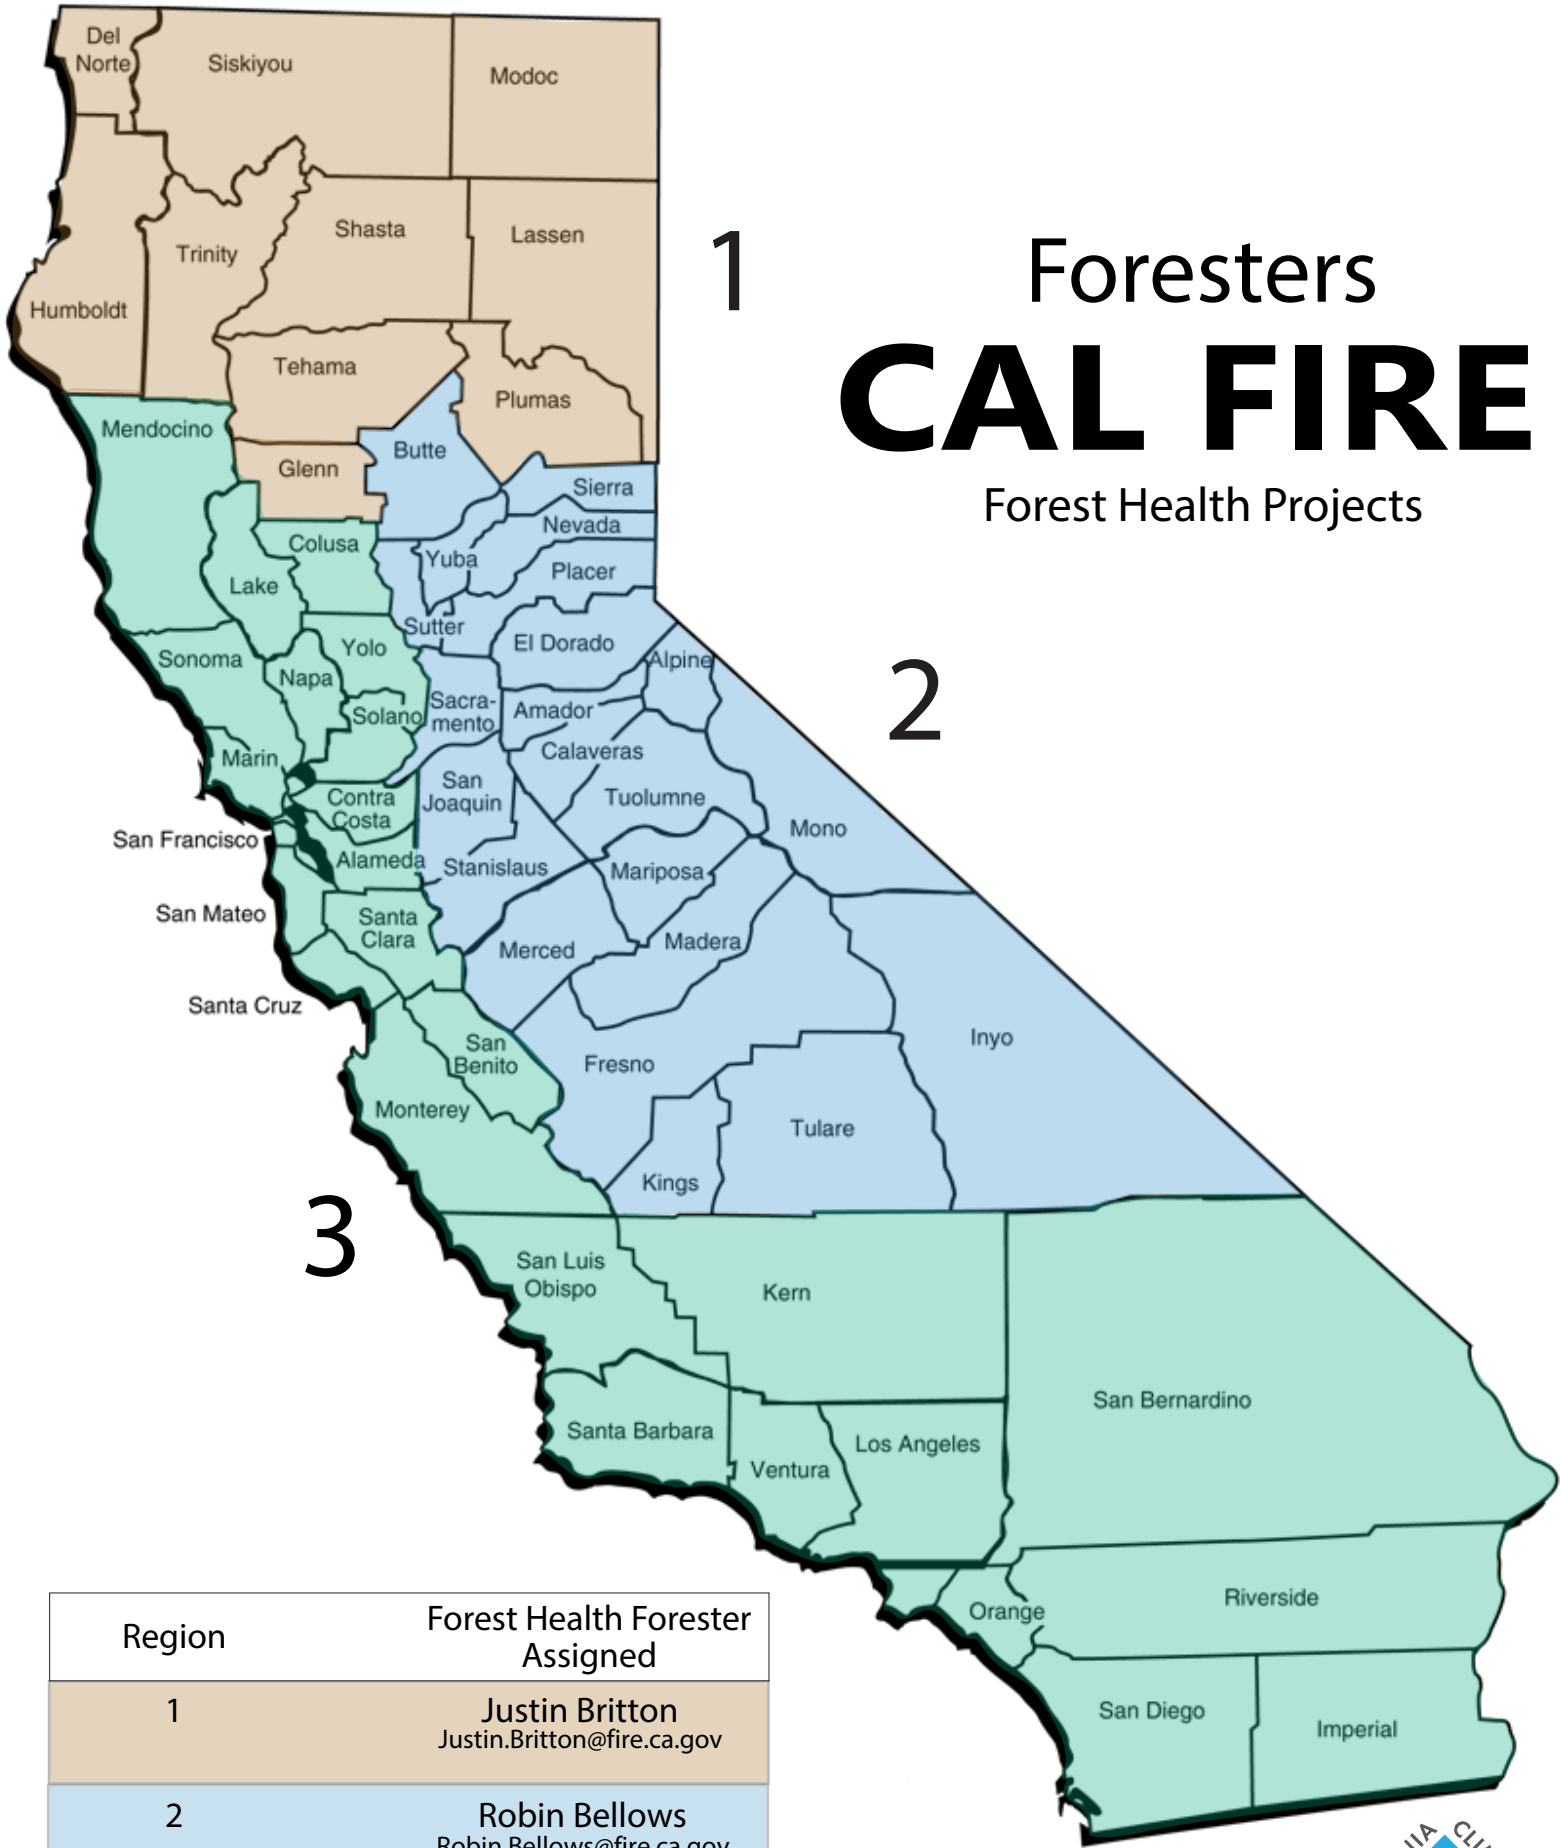 Del
Norte
Siskiyou
Modoc
Shasta
Lassen
Trinity
Humboldt
1
Foresters
CAL FIRE
Forest Health Projects
Tehama
Plumas
Mendocino
Butte
Glenn
Sierra
Nevada
Colusa
Yuba
Placer
Lake
Sutter
El Dorado
Yolo
Sonoma
Alpine
Napa
2
Sacra-
mento
Amador
Solano
Calaveras
Marin
San
Joaquin
Contra
Costa
Tuolumne
Mono
San Francisco
Alameda
Stanislaus
Mariposa
San Mateo
Santa
Clara
Merced
Madera
Santa Cruz
Inyo
San
Benito
Fresno
Monterey
Tulare
Kings
3
San Luis
Obispo
Kern
San Bernardino
Santa Barbara
Los Angeles
Ventura
Orange
Riverside
San Diego
Imperial
Region
Forest Health Forester
Assigned
1
Justin Britton
Justin.Britton@fire.ca.gov
2
Robin Bellows
Robin.Bellows@fire.ca.gov